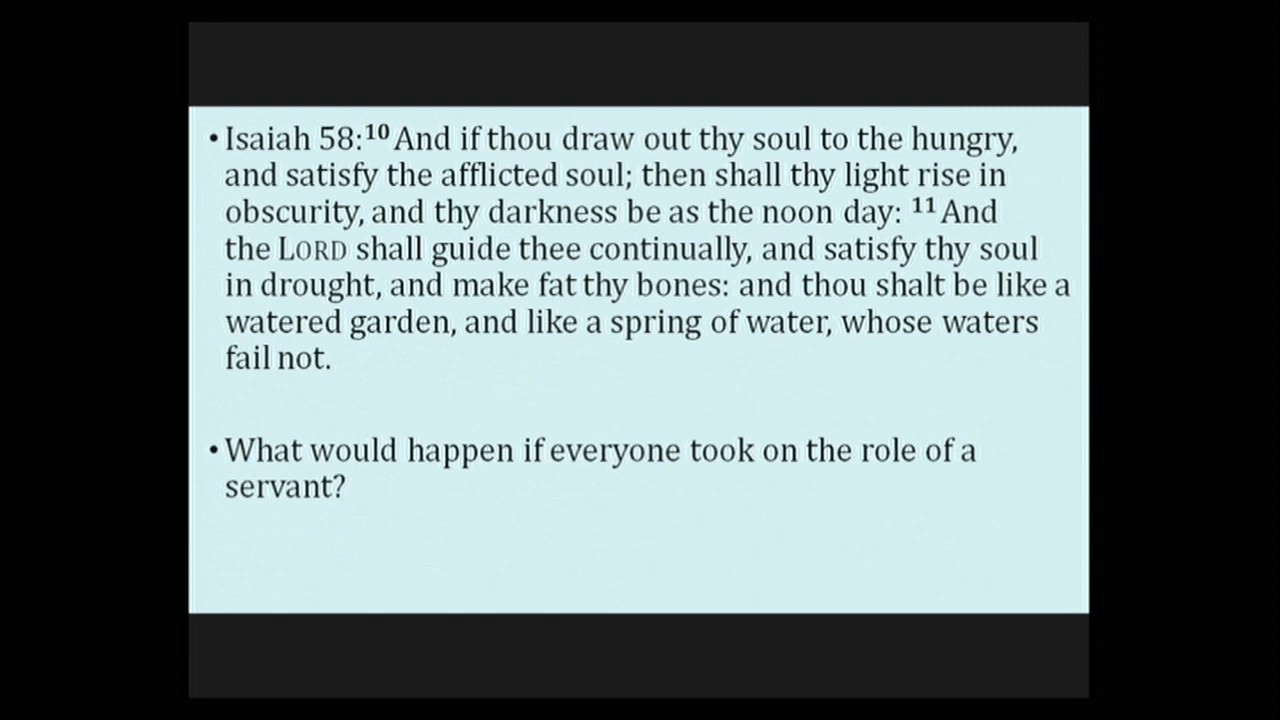 • Isaiah 58:¹⁰ And if thou draw out thy soul to the hungry,
and satisfy the afflicted soul; then shall thy light rise in
obscurity, and thy darkness be as the noon day: ¹¹ And
the LORD shall guide thee continually, and satisfy thy soul
in drought, and make fat thy bones: and thou shalt be like a
watered garden, and like a spring of water, whose waters
fail not.
• What would happen if everyone took on the role of a
servant?